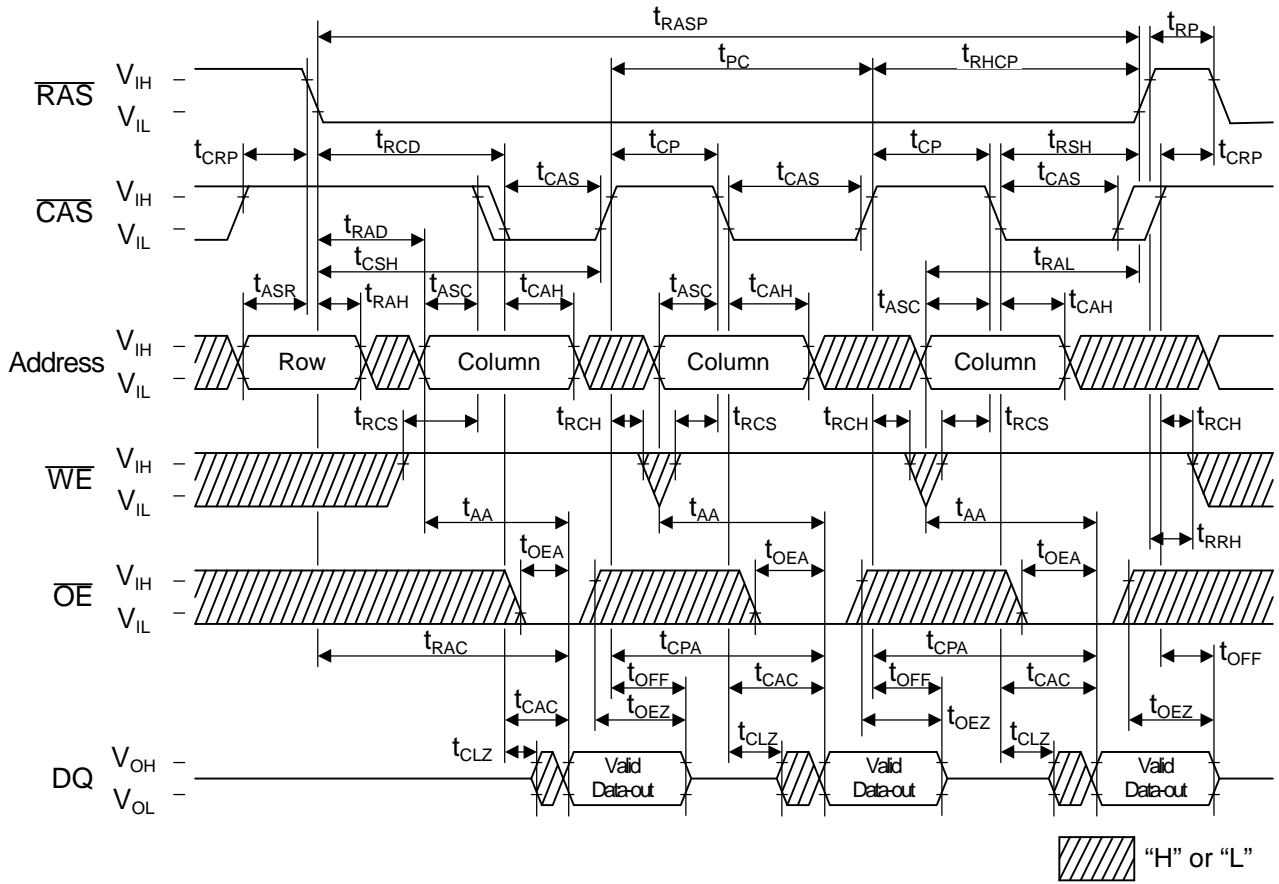 tRASP tRP
tPC tRHCP
RAS VIH
VIL
tCRP tRCD tCP tCP tRSH tCRP
tCAS tCAS tCAS
CAS VIH
VIL
tRAD
tCSH tRAL
tASR tRAH tASC tCAH tASC tCAH tASC tCAH
Address VIH
VIL
Row Column Column Column
tRCS tRCH tRCS tRCH tRCS tRCH
WE VIH
VIL
tAA tAA tAA
tRRH
tOEA tOEA tOEA
OE VIH
VIL
tRAC tCPA tCPA tOFF
tCAC tOFF tCAC tOFF tCAC
tOEZ tOEZ tOEZ
tCLZ tCLZ tCLZ
DQ VOH
VOL
Valid Data-out Valid Data-out Valid Data-out
“H” or “L”